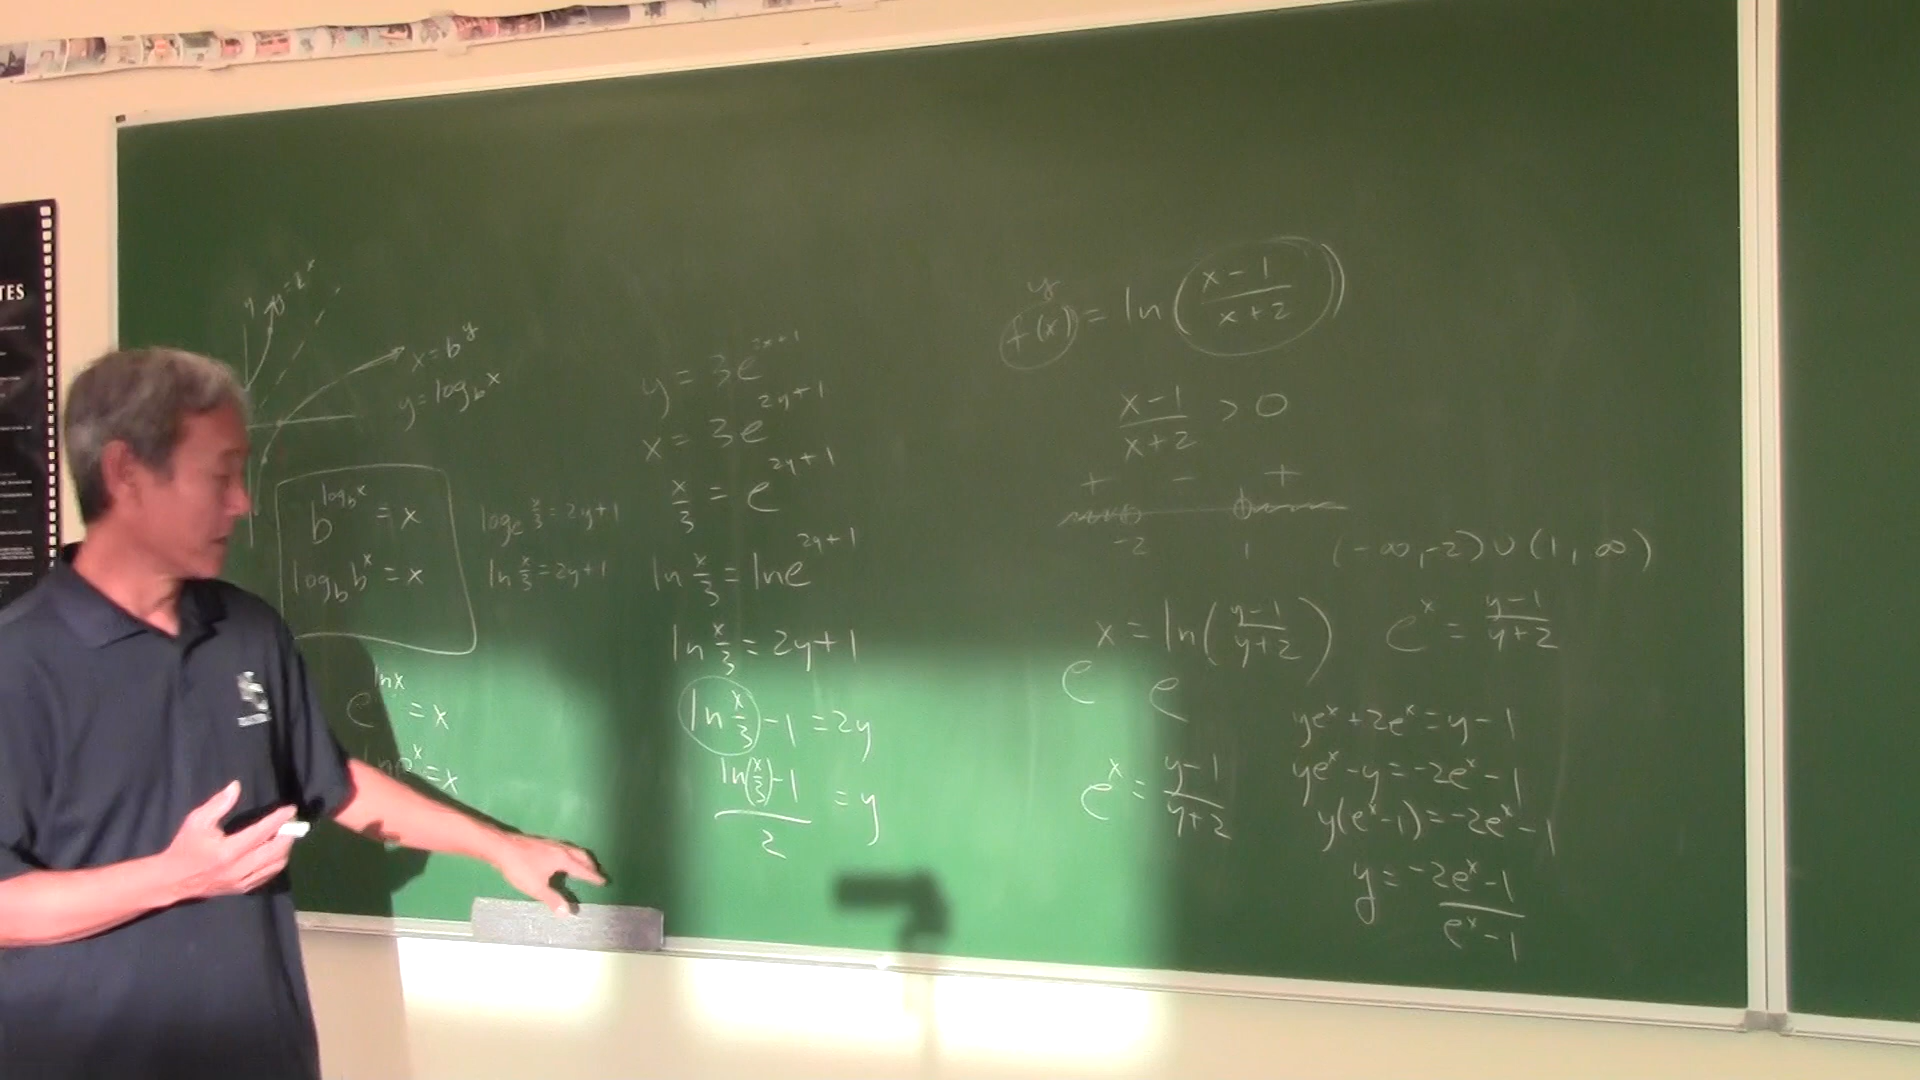 TES
y y=b^x
x=b^y
y=log_b x
b^(log_b x) = x
log_b b^x = x
e^(ln x) = x
ln e^x = x
log_e x/3 = 2y+1
ln x/3 = 2y+1
y = 3e^(2x+1)
x = 3e^(2y+1)
x/3 = e^(2y+1)
ln x/3 = ln e^(2y+1)
ln x/3 = 2y+1
ln x/3 - 1 = 2y
(ln(x/3) - 1)/2 = y
y
f(x) = ln((x-1)/(x+2))
(x-1)/(x+2) > 0
+ - +
-2 1
(-∞,-2)∪(1,∞)
x = ln((y-1)/(y+2))
e e
e^x = (y-1)/(y+2)
e^x = (y-1)/(y+2)
ye^x + 2e^x = y-1
ye^x - y = -2e^x - 1
y(e^x - 1) = -2e^x - 1
y = (-2e^x - 1)/(e^x - 1)